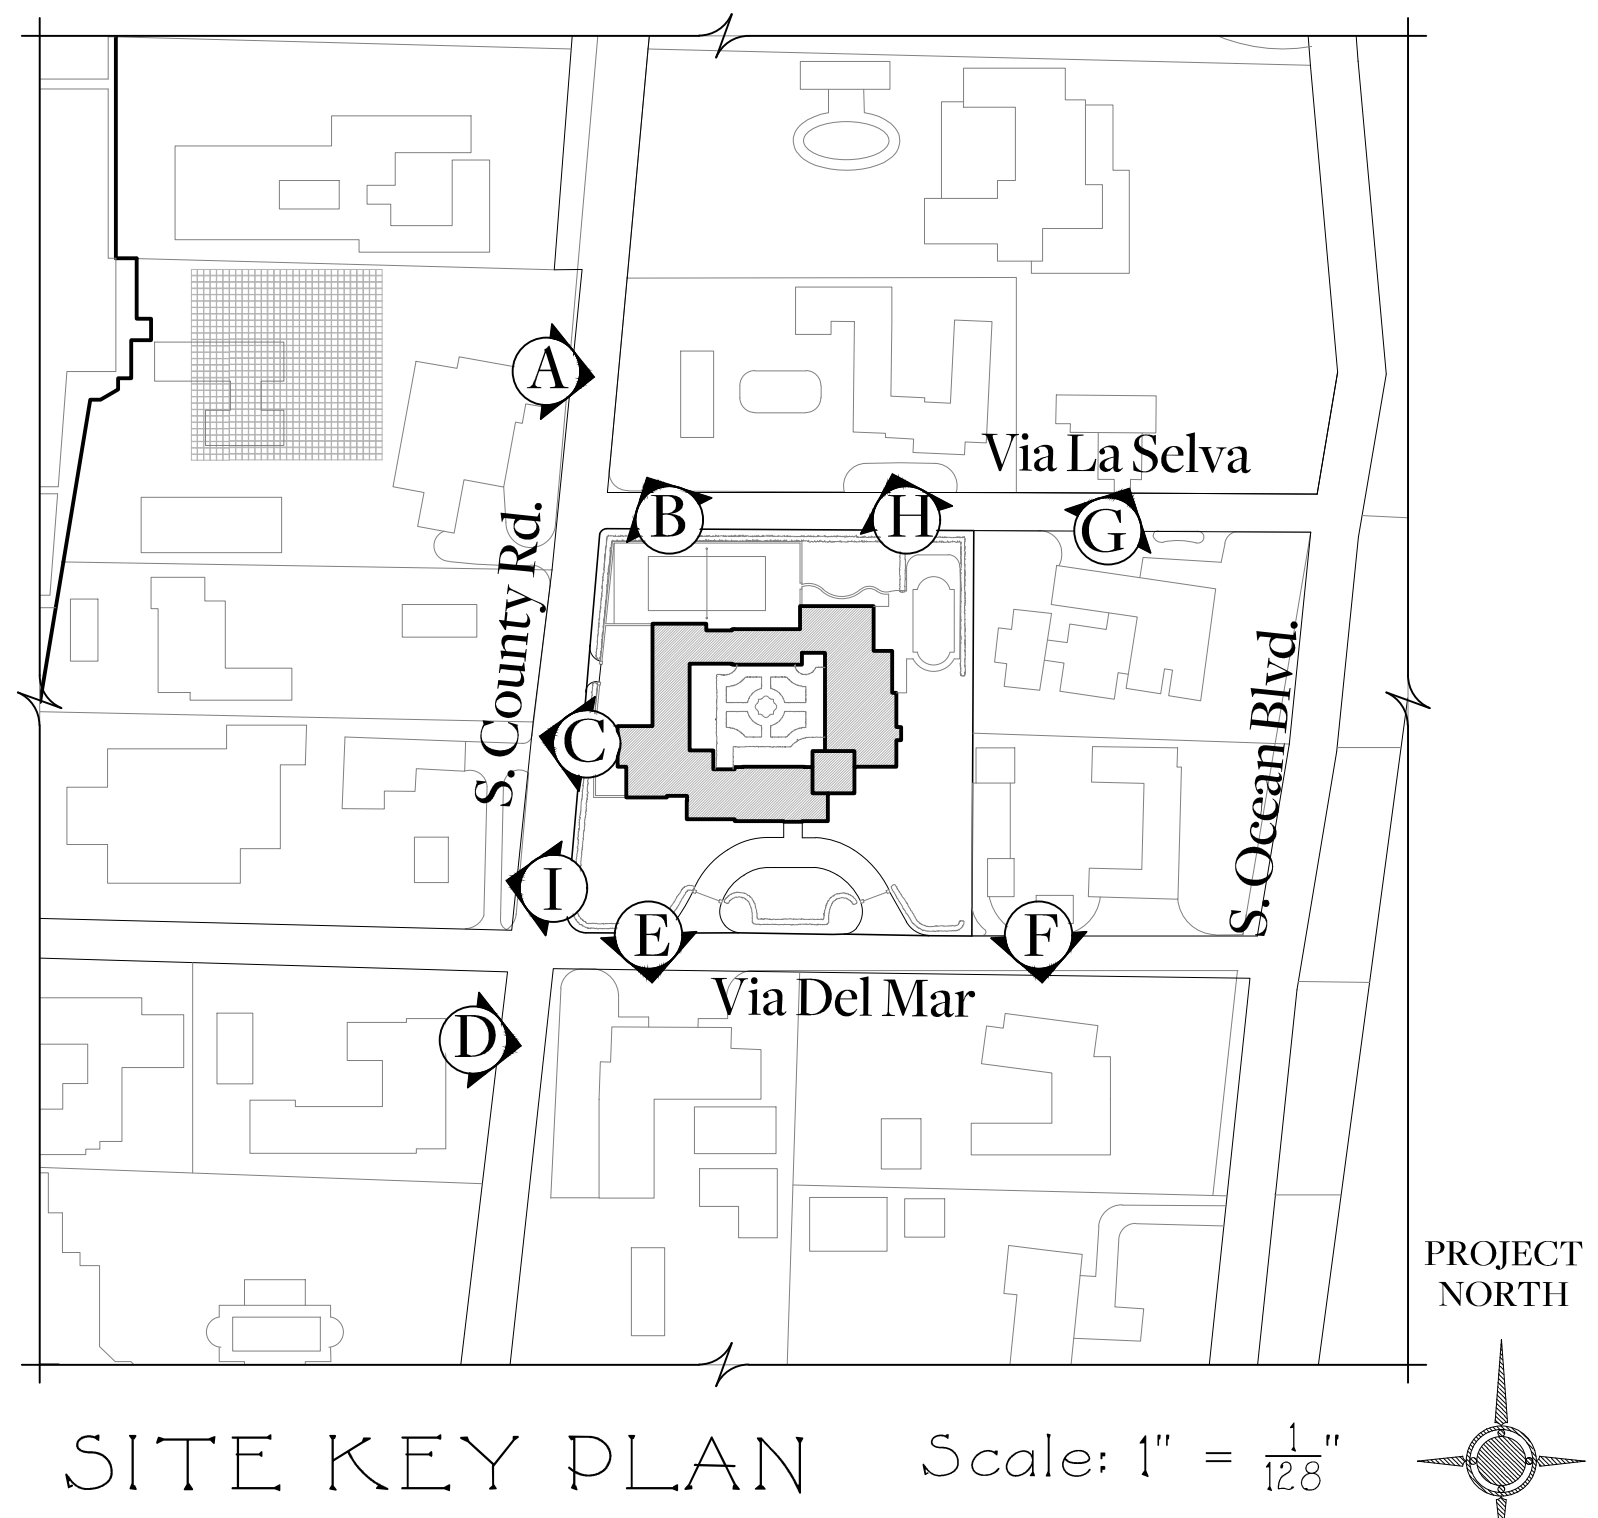 A
Via La Selva
B
H
G
S. County Rd.
C
S. Ocean Blvd.
I
E
F
Via Del Mar
D
PROJECT
NORTH
SITE KEY PLAN
Scale: 1" = 1/128"